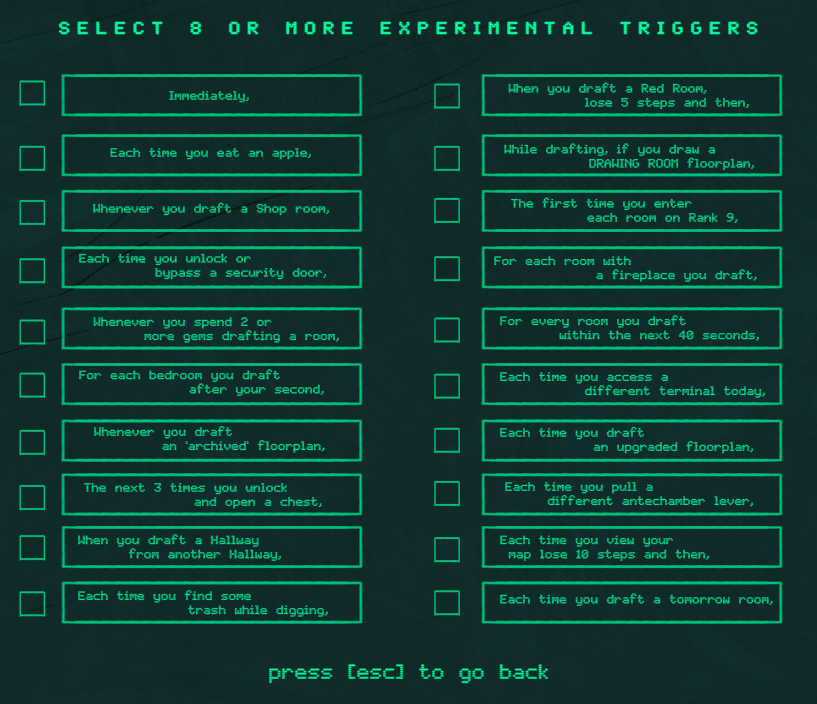 SELECT 8 OR MORE EXPERIMENTAL TRIGGERS
Immediately,
Each time you eat an apple,
Whenever you draft a Shop room,
Each time you unlock or
bypass a security door,
Whenever you spend 2 or
more gems drafting a room,
For each bedroom you draft
after your second,
Whenever you draft
an 'archived' floorplan,
The next 3 times you unlock
and open a chest,
When you draft a Hallway
from another Hallway,
Each time you find some
trash while digging,
When you draft a Red Room,
lose 5 steps and then,
While drafting, if you draw a
DRAWING ROOM floorplan,
The first time you enter
each room on Rank 9,
For each room with
a fireplace you draft,
For every room you draft
within the next 40 seconds,
Each time you access a
different terminal today,
Each time you draft
an upgraded floorplan,
Each time you pull a
different antechamber lever,
Each time you view your
map lose 10 steps and then,
Each time you draft a tomorrow room,
press [esc] to go back